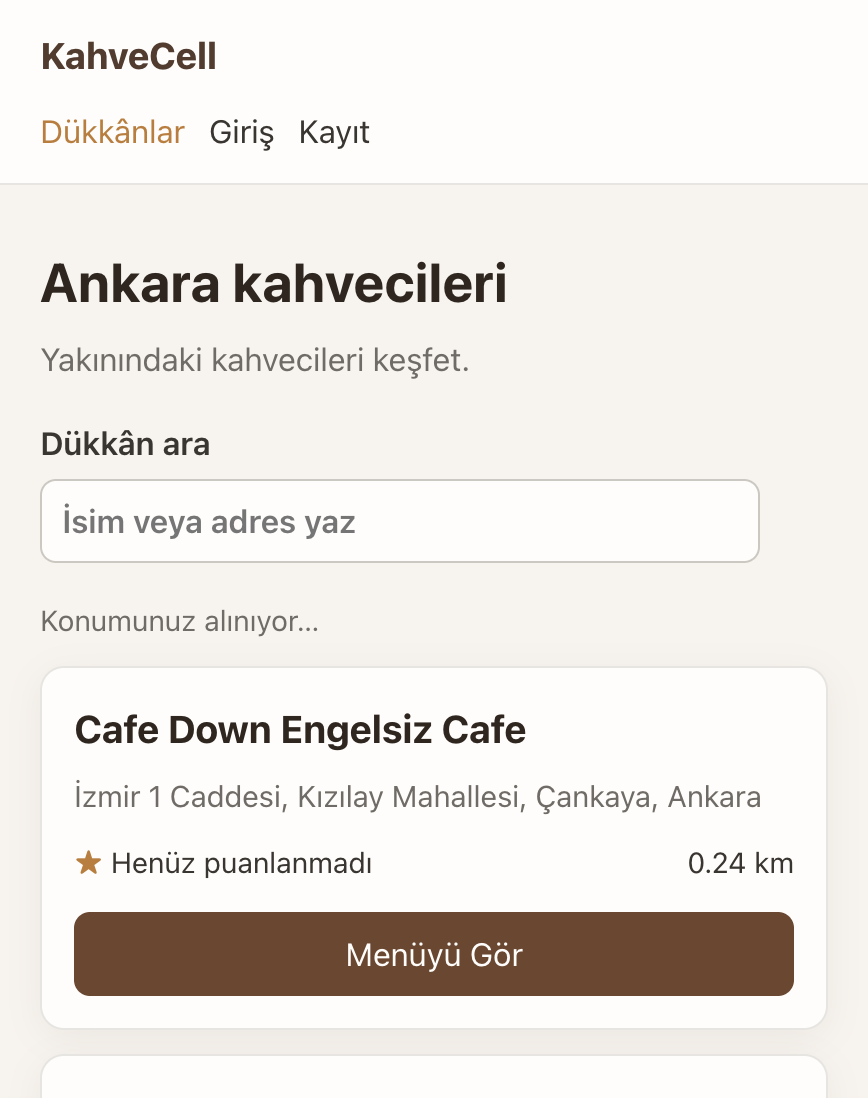 KahveCell
Dükkânlar Giriş Kayıt
Ankara kahvecileri
Yakınındaki kahvecileri keşfet.
Dükkân ara
İsim veya adres yaz
Konumunuz alınıyor...
Cafe Down Engelsiz Cafe
İzmir 1 Caddesi, Kızılay Mahallesi, Çankaya, Ankara
Henüz puanlanmadı 0.24 km
Menüyü Gör